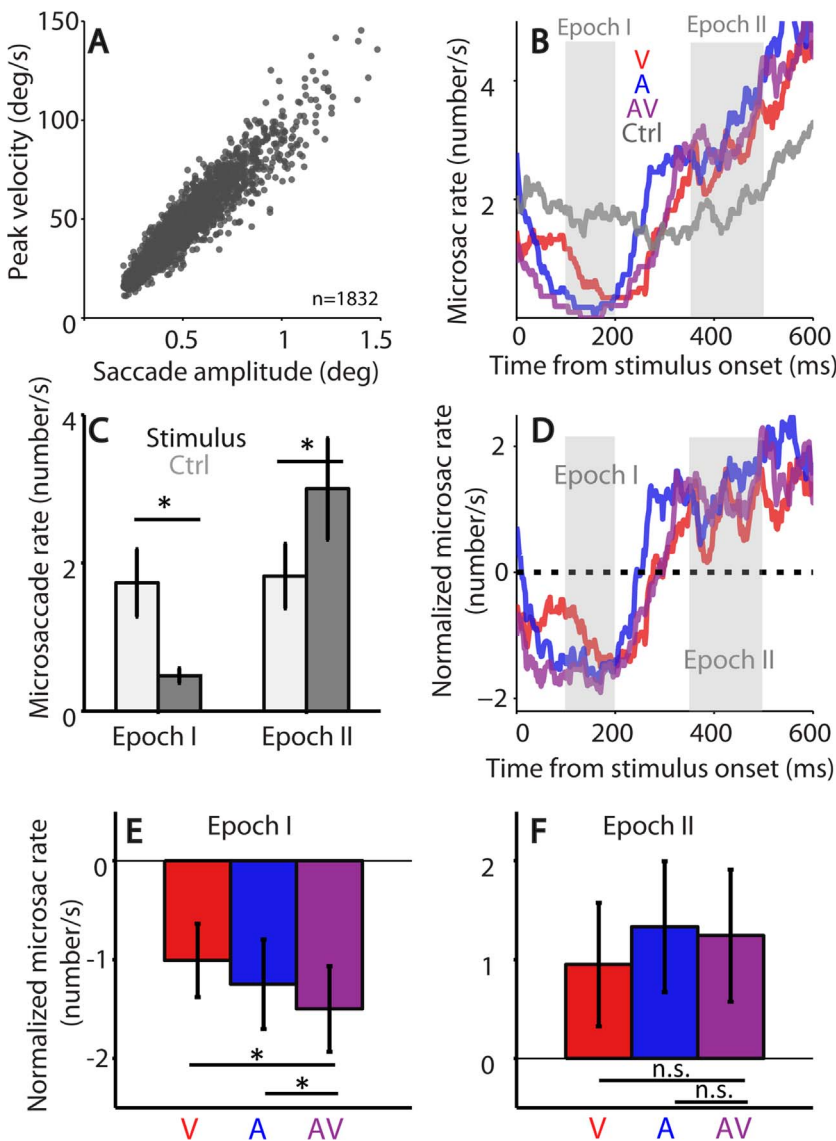 A
Peak velocity (deg/s)
150
100
50
0
0.5
1
1.5
n=1832
Saccade amplitude (deg)
B
Epoch I
Epoch II
V
A
AV
Ctrl
Microsac rate (number/s)
4
2
0
200
400
600
Time from stimulus onset (ms)
C
Stimulus
Ctrl
*
*
Microsaccade rate (number/s)
4
2
0
Epoch I
Epoch II
D
Epoch I
Epoch II
Normalized microsac rate
(number/s)
2
0
−2
0
200
400
600
Time from stimulus onset (ms)
E
Epoch I
Normalized microsac rate
(number/s)
0
-1
-2
*
*
V
A
AV
F
Epoch II
2
1
0
n.s.
n.s.
V
A
AV